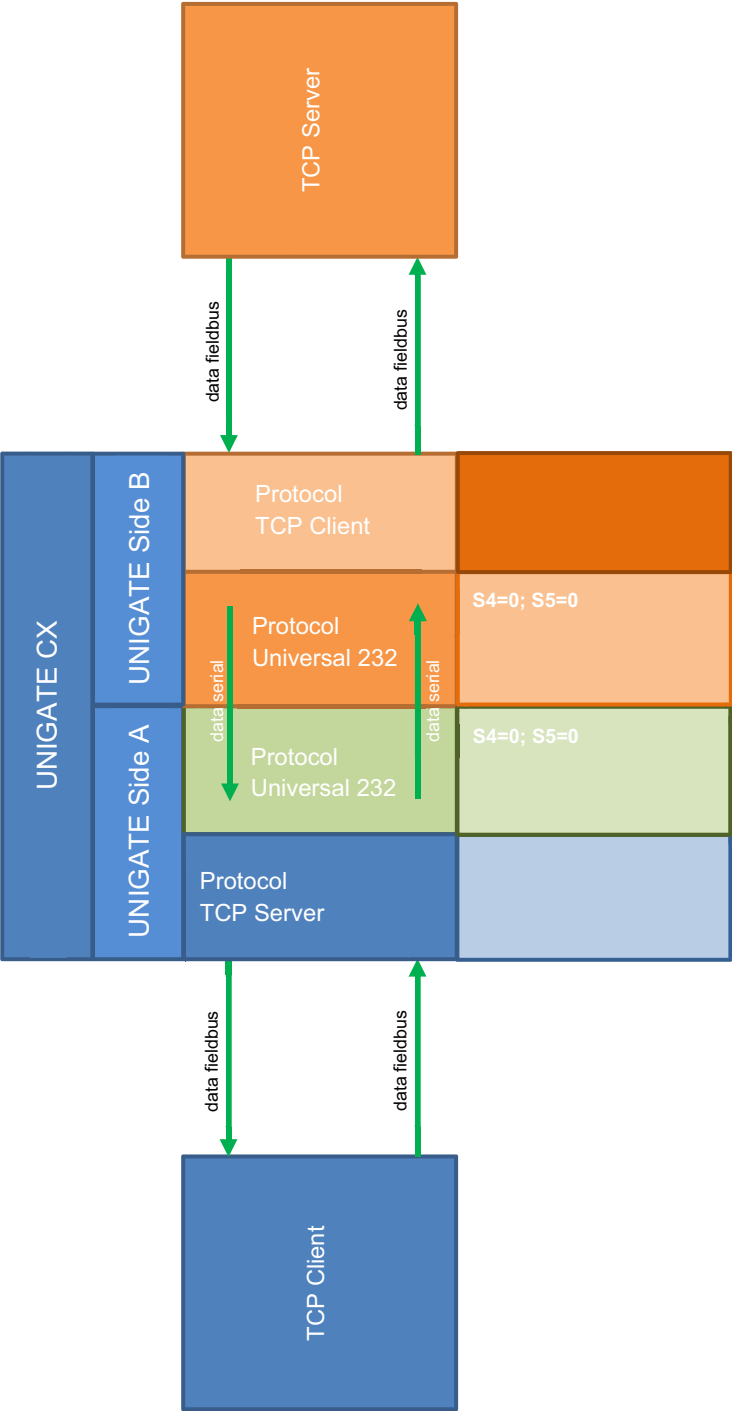 TCP Server
data fieldbus
data fieldbus
UNIGATE CX
UNIGATE Side B
Protocol
TCP Client
Protocol
Universal 232
S4=0; S5=0
data serial
data serial
UNIGATE Side A
Protocol
Universal 232
S4=0; S5=0
Protocol
TCP Server
data fieldbus
data fieldbus
TCP Client